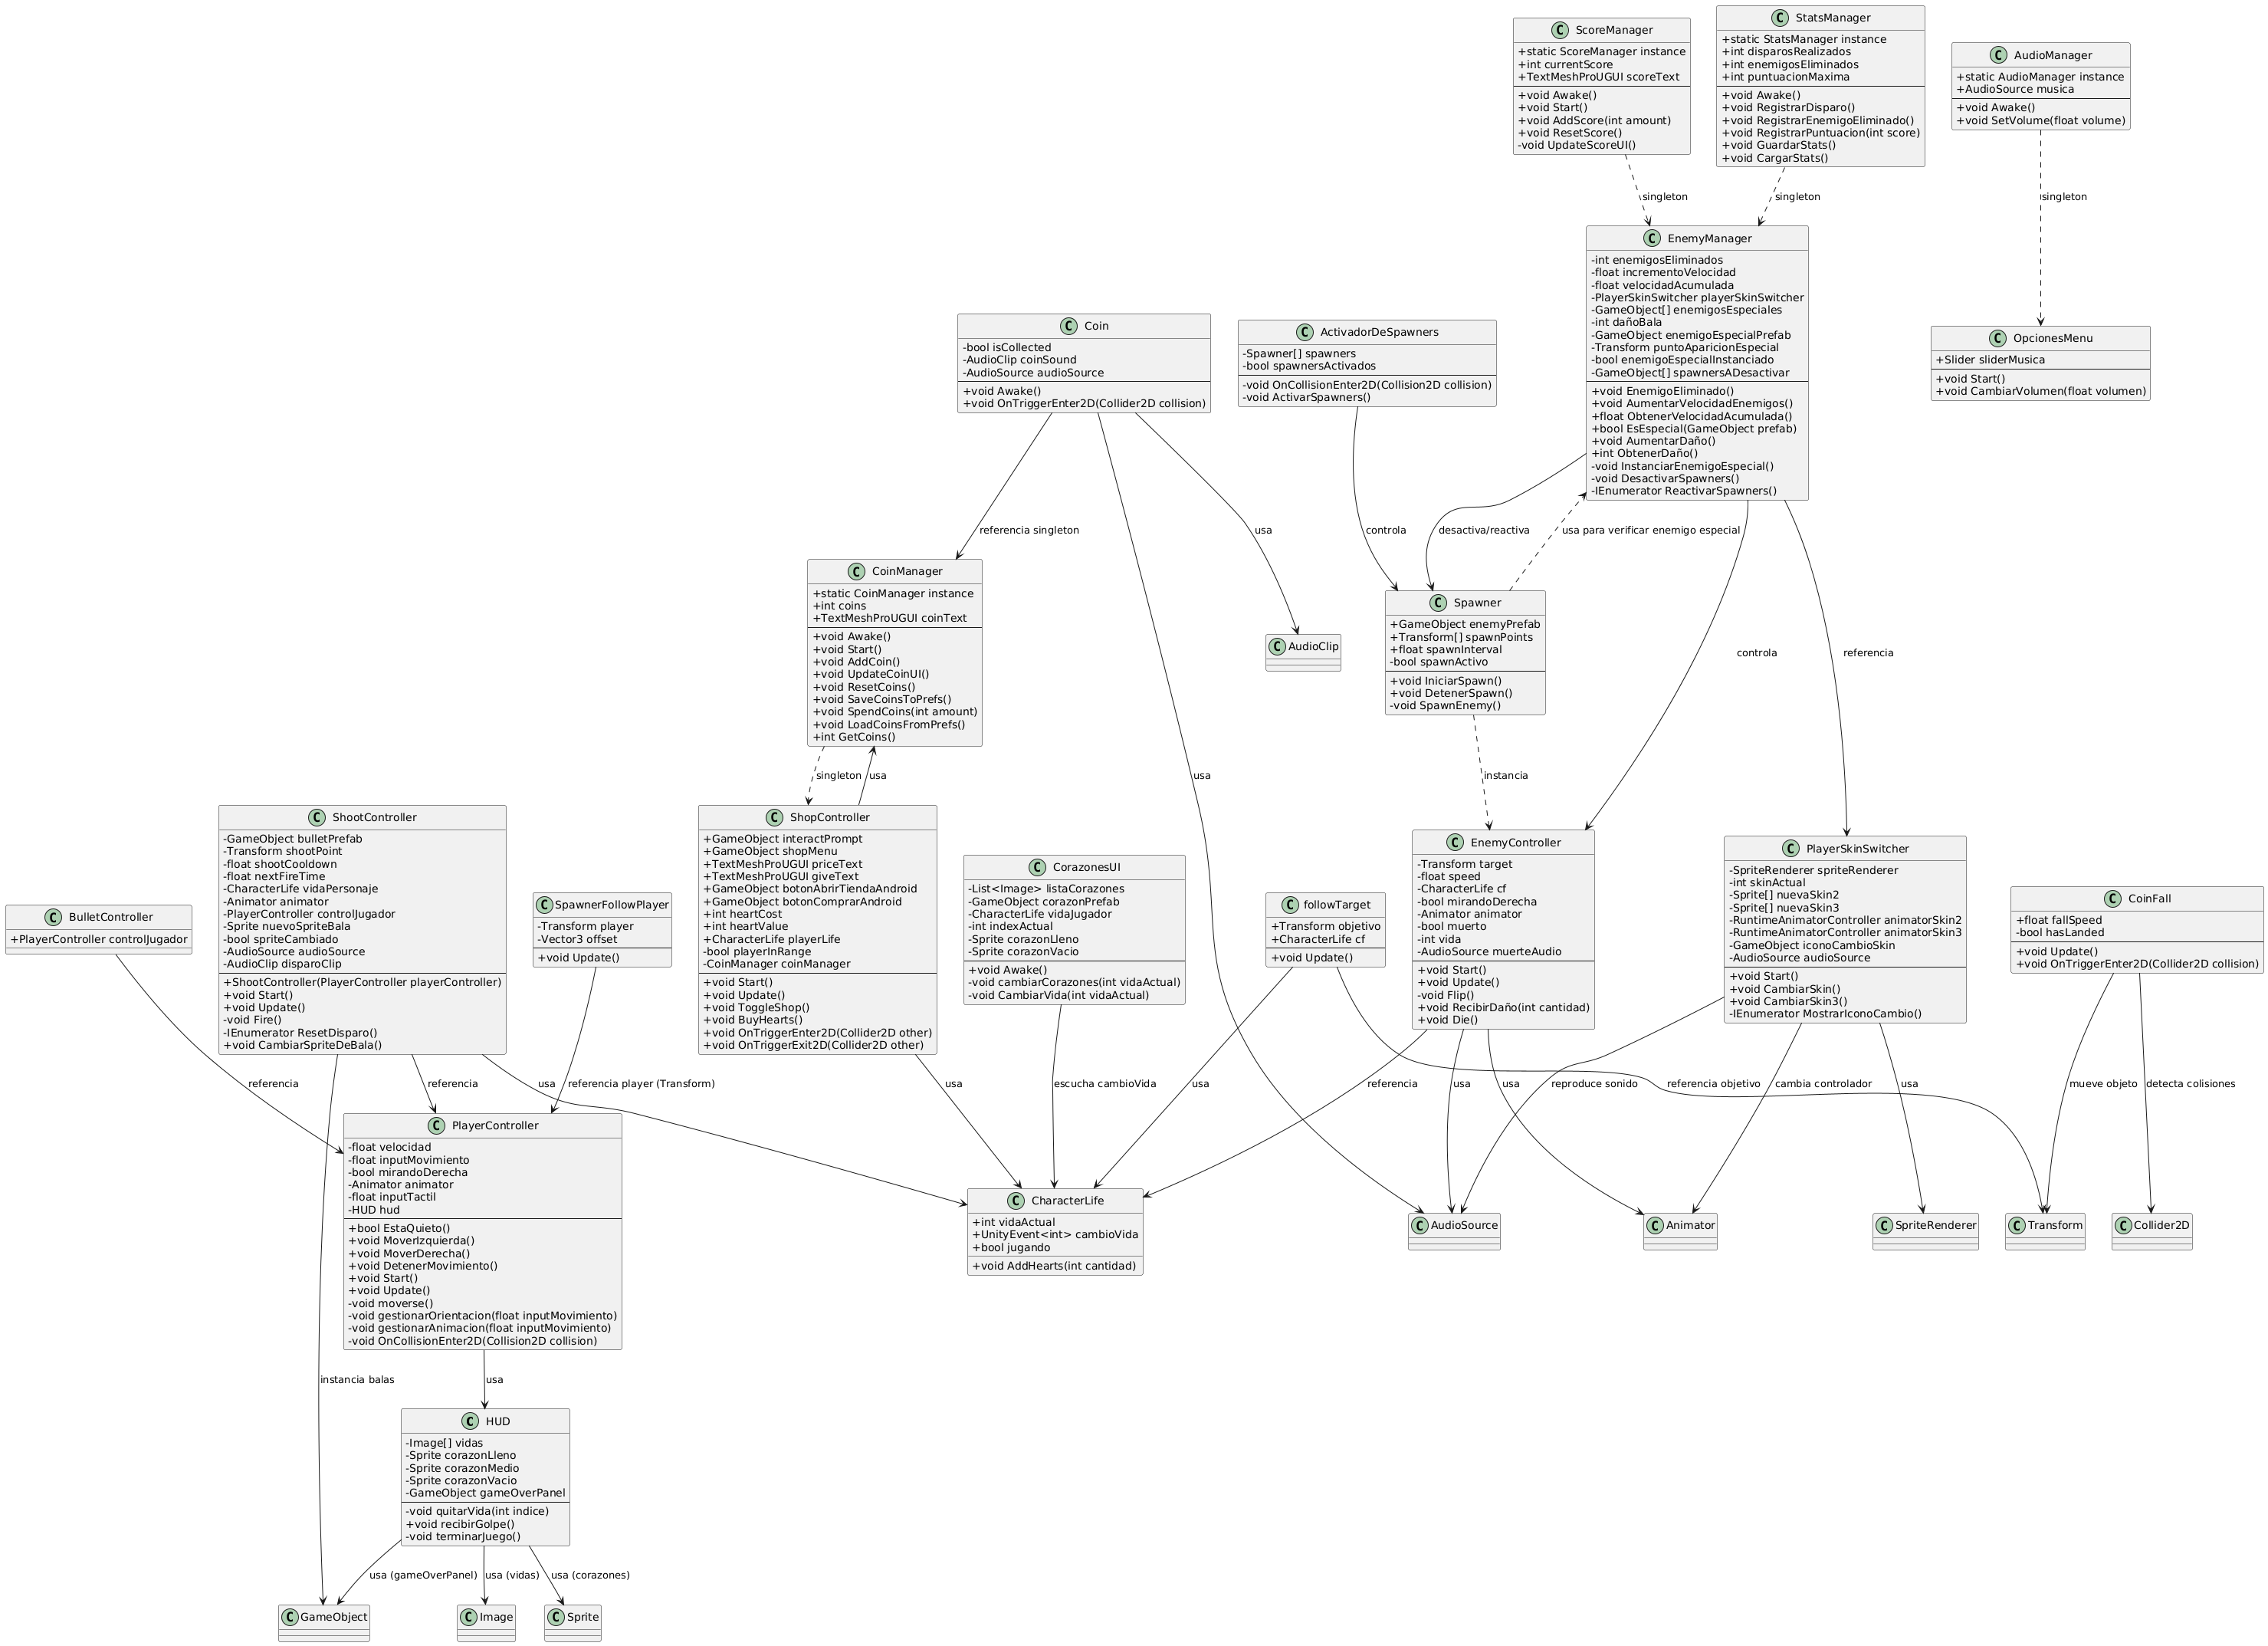 ScoreManager
+static ScoreManager instance
+int currentScore
+TextMeshProUGUI scoreText
+void Awake()
+void Start()
+void AddScore(int amount)
+void ResetScore()
-void UpdateScoreUI()
StatsManager
+static StatsManager instance
+int disparosRealizados
+int enemigosEliminados
+int puntuacionMaxima
+void Awake()
+void RegistrarDisparo()
+void RegistrarEnemigoEliminado()
+void RegistrarPuntuacion(int score)
+void GuardarStats()
+void CargarStats()
AudioManager
+static AudioManager instance
+AudioSource musica
+void Awake()
+void SetVolume(float volume)
singleton
singleton
singleton
EnemyManager
-int enemigosEliminados
-float incrementoVelocidad
-float velocidadAcumulada
-PlayerSkinSwitcher playerSkinSwitcher
-GameObject[] enemigosEspeciales
-int dañoBala
-GameObject enemigoEspecialPrefab
-Transform puntoAparicionEspecial
-bool enemigoEspecialInstanciado
-GameObject[] spawnersADesactivar
+void EnemigoEliminado()
+void AumentarVelocidadEnemigos()
+float ObtenerVelocidadAcumulada()
+bool EsEspecial(GameObject prefab)
+void AumentarDaño()
+int ObtenerDaño()
-void InstanciarEnemigoEspecial()
-void DesactivarSpawners()
-IEnumerator ReactivarSpawners()
Coin
-bool isCollected
-AudioClip coinSound
-AudioSource audioSource
+void Awake()
+void OnTriggerEnter2D(Collider2D collision)
ActivadorDeSpawners
-Spawner[] spawners
-bool spawnersActivados
-void OnCollisionEnter2D(Collision2D collision)
-void ActivarSpawners()
OpcionesMenu
+Slider sliderMusica
+void Start()
+void CambiarVolumen(float volumen)
referencia singleton
usa
controla
desactiva/reactiva
usa para verificar enemigo especial
controla
referencia
CoinManager
+static CoinManager instance
+int coins
+TextMeshProUGUI coinText
+void Awake()
+void Start()
+void AddCoin()
+void UpdateCoinUI()
+void ResetCoins()
+void SaveCoinsToPrefs()
+void SpendCoins(int amount)
+void LoadCoinsFromPrefs()
+int GetCoins()
AudioClip
Spawner
+GameObject enemyPrefab
+Transform[] spawnPoints
+float spawnInterval
-bool spawnActivo
+void IniciarSpawn()
+void DetenerSpawn()
-void SpawnEnemy()
singleton
usa
usa
instancia
ShootController
-GameObject bulletPrefab
-Transform shootPoint
-float shootCooldown
-float nextFireTime
-CharacterLife vidaPersonaje
-Animator animator
-PlayerController controlJugador
-Sprite nuevoSpriteBala
-bool spriteCambiado
-AudioSource audioSource
-AudioClip disparoClip
+ShootController(PlayerController playerController)
+void Start()
+void Update()
-void Fire()
-IEnumerator ResetDisparo()
+void CambiarSpriteDeBala()
ShopController
+GameObject interactPrompt
+GameObject shopMenu
+TextMeshProUGUI priceText
+TextMeshProUGUI giveText
+GameObject botonAbrirTiendaAndroid
+GameObject botonComprarAndroid
+int heartCost
+int heartValue
+CharacterLife playerLife
-bool playerInRange
-CoinManager coinManager
+void Start()
+void Update()
+void ToggleShop()
+void BuyHearts()
+void OnTriggerEnter2D(Collider2D other)
+void OnTriggerExit2D(Collider2D other)
CorazonesUI
-List<Image> listaCorazones
-GameObject corazonPrefab
-CharacterLife vidaJugador
-int indexActual
-Sprite corazonLleno
-Sprite corazonVacio
+void Awake()
-void cambiarCorazones(int vidaActual)
-void CambiarVida(int vidaActual)
EnemyController
-Transform target
-float speed
-CharacterLife cf
-bool mirandoDerecha
-Animator animator
-bool muerto
-int vida
-AudioSource muerteAudio
+void Start()
+void Update()
-void Flip()
+void RecibirDaño(int cantidad)
+void Die()
PlayerSkinSwitcher
-SpriteRenderer spriteRenderer
-int skinActual
-Sprite[] nuevaSkin2
-Sprite[] nuevaSkin3
-RuntimeAnimatorController animatorSkin2
-RuntimeAnimatorController animatorSkin3
-GameObject iconoCambioSkin
-AudioSource audioSource
+void Start()
+void CambiarSkin()
+void CambiarSkin3()
-IEnumerator MostrarIconoCambio()
BulletController
+PlayerController controlJugador
SpawnerFollowPlayer
-Transform player
-Vector3 offset
+void Update()
followTarget
+Transform objetivo
+CharacterLife cf
+void Update()
CoinFall
+float fallSpeed
-bool hasLanded
+void Update()
+void OnTriggerEnter2D(Collider2D collision)
referencia
referencia
usa
referencia player (Transform)
usa
escucha cambioVida
usa
referencia
usa
usa
reproduce sonido
referencia objetivo
cambia controlador
usa
mueve objeto
detecta colisiones
PlayerController
-float velocidad
-float inputMovimiento
-bool mirandoDerecha
-Animator animator
-float inputTactil
-HUD hud
+bool EstaQuieto()
+void MoverIzquierda()
+void MoverDerecha()
+void DetenerMovimiento()
+void Start()
+void Update()
-void moverse()
-void gestionarOrientacion(float inputMovimiento)
-void gestionarAnimacion(float inputMovimiento)
-void OnCollisionEnter2D(Collision2D collision)
CharacterLife
+int vidaActual
+UnityEvent<int> cambioVida
+bool jugando
+void AddHearts(int cantidad)
AudioSource
Animator
SpriteRenderer
Transform
Collider2D
instancia balas
usa
HUD
-Image[] vidas
-Sprite corazonLleno
-Sprite corazonMedio
-Sprite corazonVacio
-GameObject gameOverPanel
-void quitarVida(int indice)
+void recibirGolpe()
-void terminarJuego()
usa (gameOverPanel)
usa (vidas)
usa (corazones)
GameObject
Image
Sprite